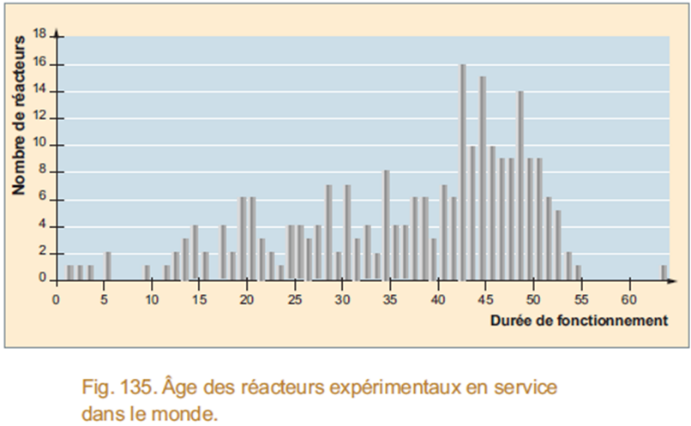 Nombre de réacteurs
18
16
14
12
10
8
6
4
2
0
0 5 10 15 20 25 30 35 40 45 50 55 60
Durée de fonctionnement
Fig. 135. Âge des réacteurs expérimentaux en service
dans le monde.